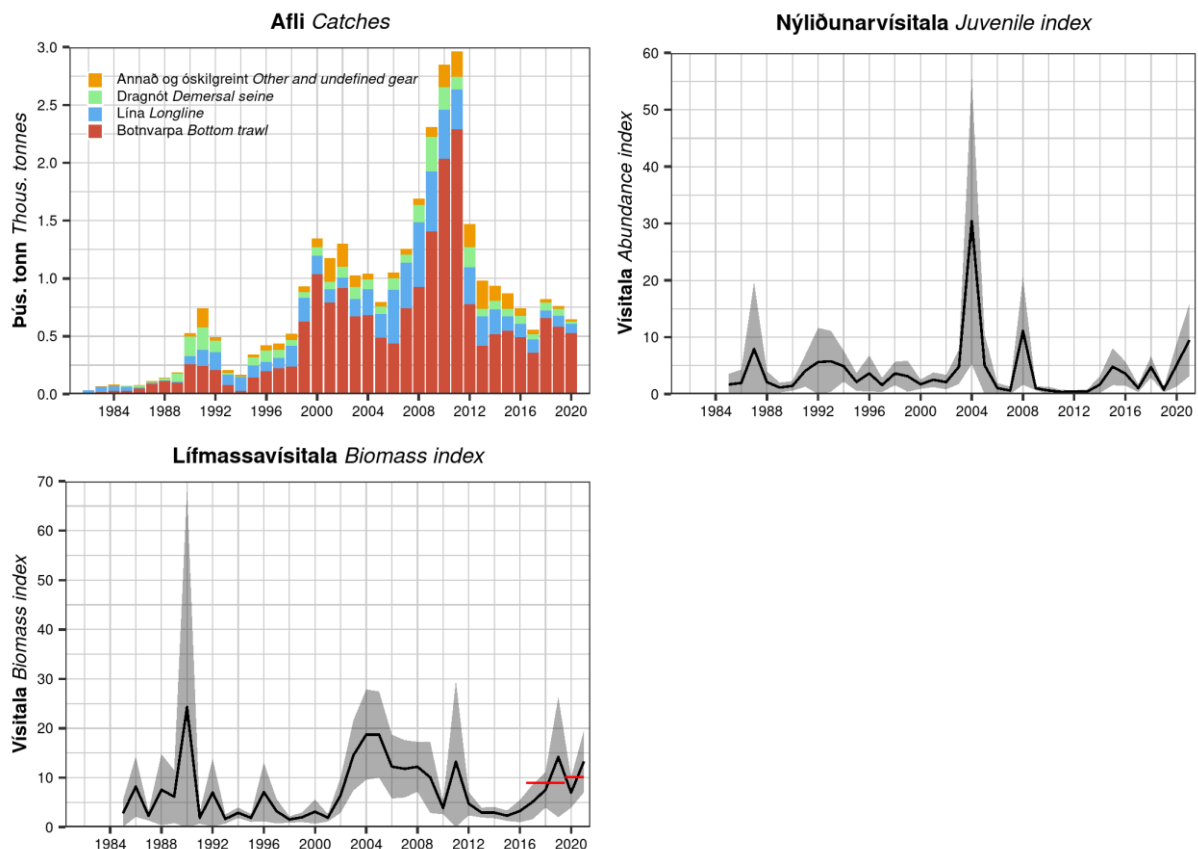 Afli Catches
Þús. tonn Thous. tonnes
3.0
2.5
2.0
1.5
1.0
0.5
0.0
Annað og óskilgreint Other and undefined gear
Dragnót Demersal seine
Lína Longline
Botnvarpa Bottom trawl
1984 1988 1992 1996 2000 2004 2008 2012 2016 2020
Nýliðunarvísitala Juvenile index
Vísitala Abundance index
60
50
40
30
20
10
0
1984 1988 1992 1996 2000 2004 2008 2012 2016 2020
Lífmassavísitala Biomass index
Vísitala Biomass index
70
60
50
40
30
20
10
0
1984 1988 1992 1996 2000 2004 2008 2012 2016 2020